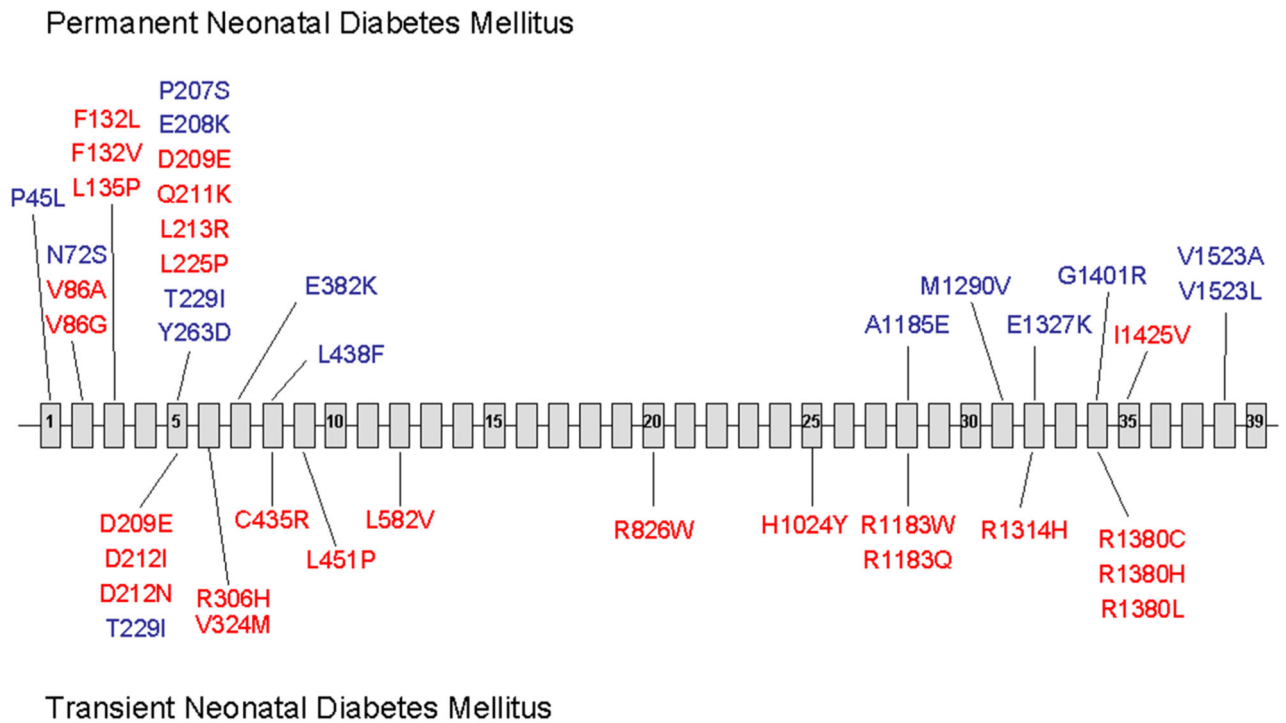 Permanent Neonatal Diabetes Mellitus
P45L
N72S
V86A
V86G
F132L
F132V
L135P
P207S
E208K
D209E
Q211K
L213R
L225P
T229I
Y263D
E382K
L438F
A1185E
M1290V
E1327K
G1401R
I1425V
V1523A
V1523L
1 5 10 15 20 25 30 35 39
D209E
D212I
D212N
T229I
R306H
V324M
C435R
L451P
L582V
R826W
H1024Y
R1183W
R1183Q
R1314H
R1380C
R1380H
R1380L
Transient Neonatal Diabetes Mellitus